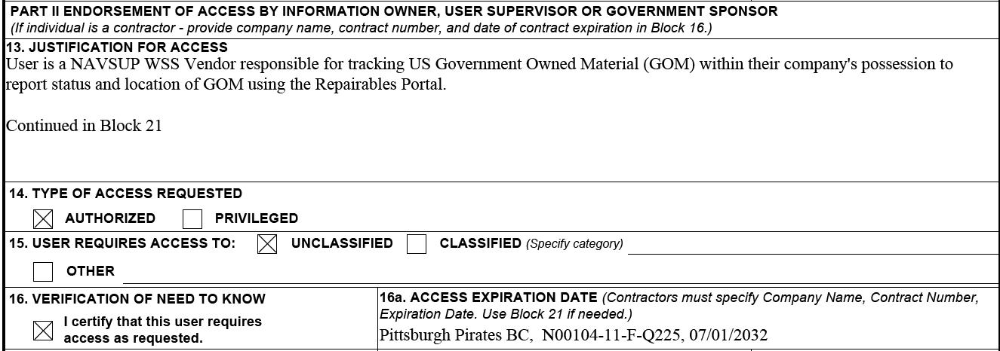 PART II ENDORSEMENT OF ACCESS BY INFORMATION OWNER, USER SUPERVISOR OR GOVERNMENT SPONSOR
(If individual is a contractor - provide company name, contract number, and date of contract expiration in Block 16.)
13. JUSTIFICATION FOR ACCESS
User is a NAVSUP WSS Vendor responsible for tracking US Government Owned Material (GOM) within their company's possession to
report status and location of GOM using the Repairables Portal.
Continued in Block 21
14. TYPE OF ACCESS REQUESTED
AUTHORIZED PRIVILEGED
15. USER REQUIRES ACCESS TO: UNCLASSIFIED CLASSIFIED (Specify category)
OTHER
16. VERIFICATION OF NEED TO KNOW
I certify that this user requires
access as requested.
16a. ACCESS EXPIRATION DATE (Contractors must specify Company Name, Contract Number,
Expiration Date. Use Block 21 if needed.)
Pittsburgh Pirates BC, N00104-11-F-Q225, 07/01/2032